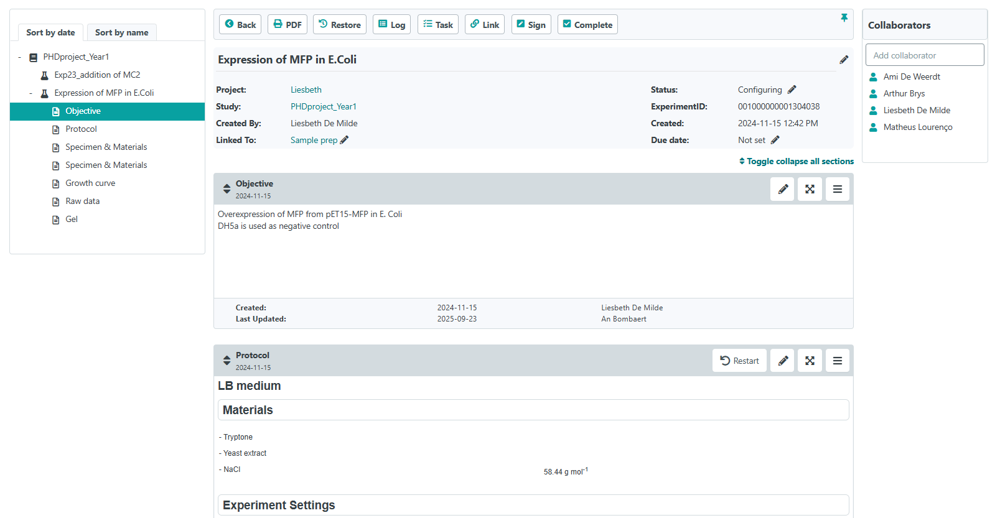 Sort by date
Sort by name
- PHDproject_Year1
Exp23_addition of MC2
- Expression of MFP in E.Coli
Objective
Protocol
Specimen & Materials
Specimen & Materials
Growth curve
Raw data
Gel
Back
PDF
Restore
Log
Task
Link
Sign
Complete
Expression of MFP in E.Coli
Project: Liesbeth
Study: PHDproject_Year1
Created By: Liesbeth De Milde
Linked To: Sample prep
Status: Configuring
ExperimentID: 001000000001304038
Created: 2024-11-15 12:42 PM
Due date: Not set
Toggle collapse all sections
Objective
2024-11-15
Overexpression of MFP from pET15-MFP in E. Coli
DH5a is used as negative control
Created: 2024-11-15 Liesbeth De Milde
Last Updated: 2025-09-23 An Bombaert
Protocol
2024-11-15
Restart
LB medium
Materials
- Tryptone
- Yeast extract
- NaCl 58.44 g mol⁻¹
Experiment Settings
Collaborators
Add collaborator
Ami De Weerdt
Arthur Brys
Liesbeth De Milde
Matheus Lourenço